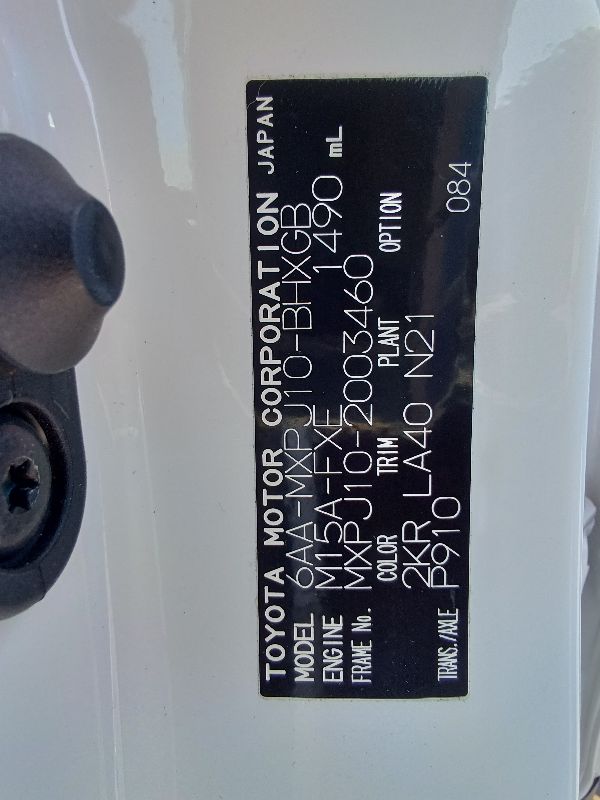 TOYOTA MOTOR CORPORATION JAPAN
MODEL 6AA-MXPJ10-BHXGB
ENGINE M15A-FXE 1490 mL
FRAME No. MXPJ10-2003460
COLOR TRIM PLANT OPTION
2KR LA40 N21
TRANS./AXLE P910 084